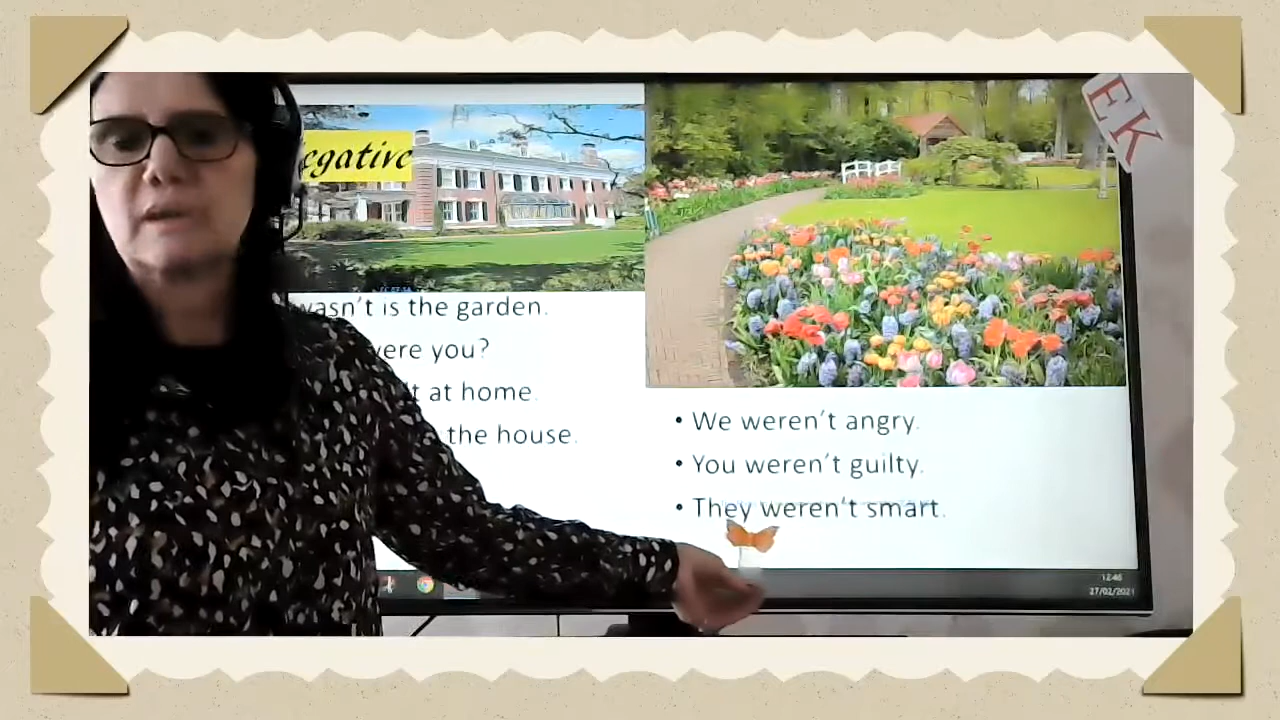 egative
wasn't is the garden.
were you?
t at home.
the house.
EK
• We weren't angry.
• You weren't guilty.
• They weren't smart.
12:46
27/02/2021